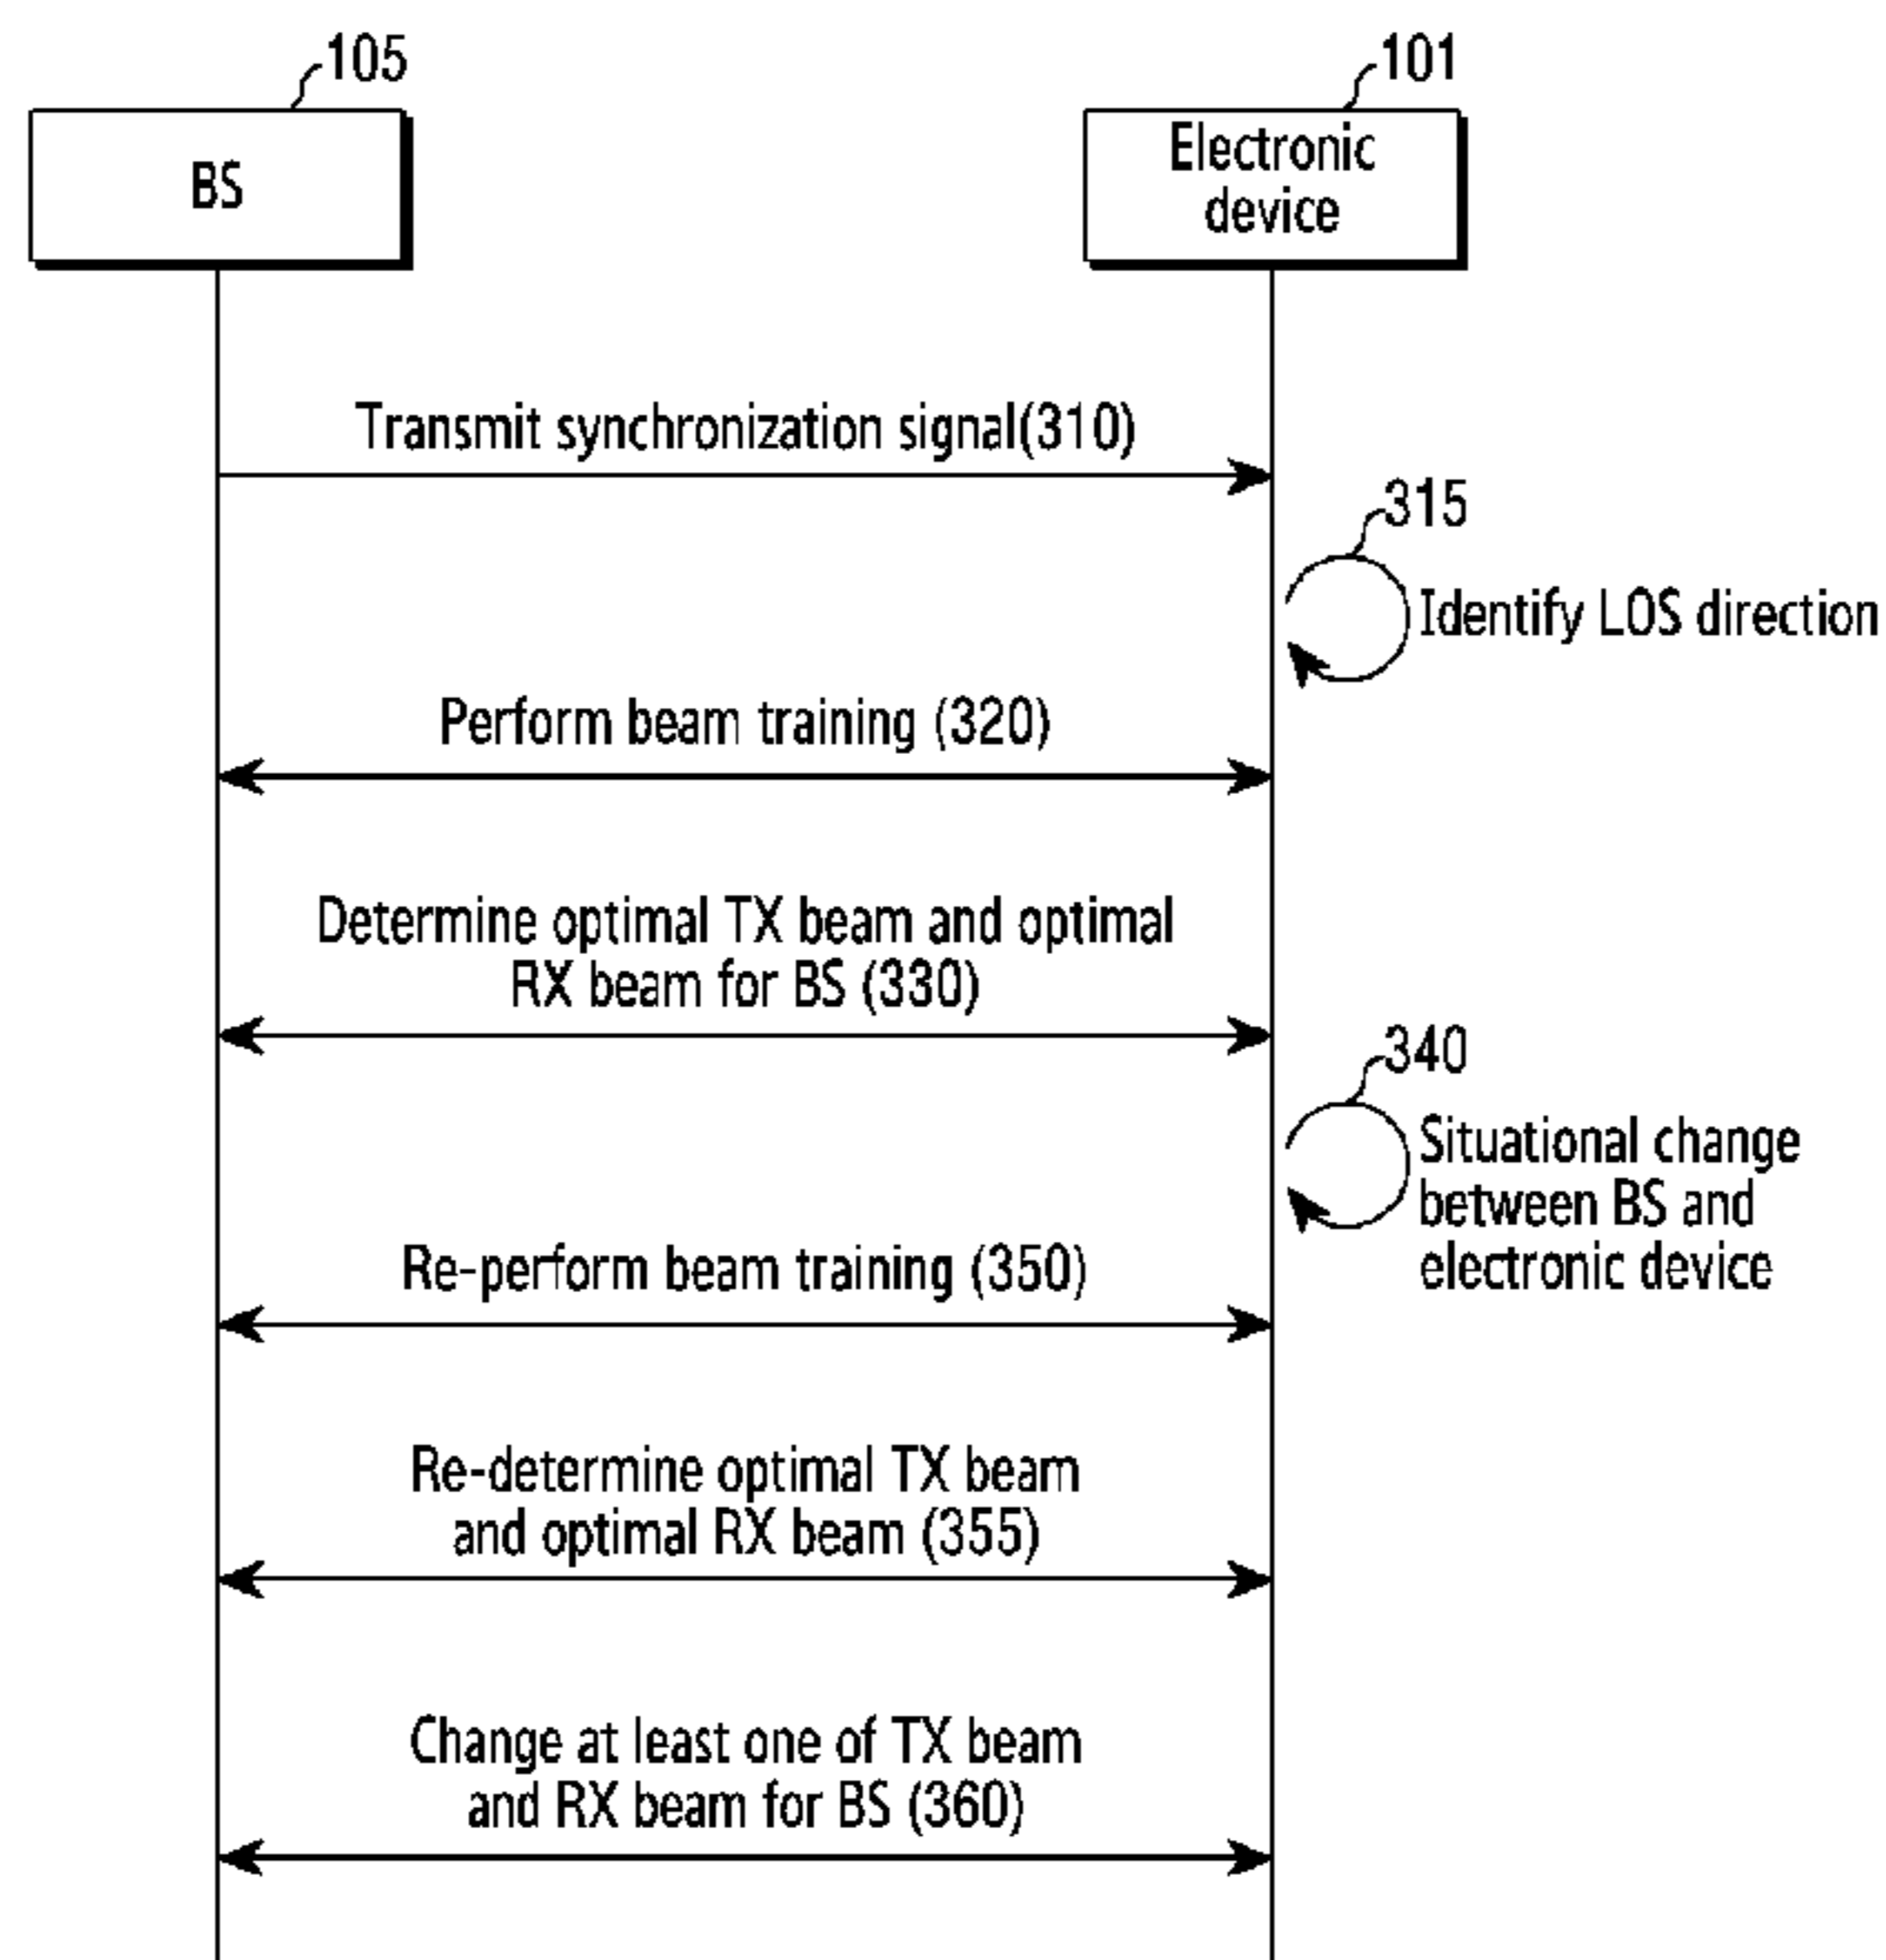 105
101
BS
Electronic
device
Transmit synchronization signal(310)
315
Identify LOS direction
Perform beam training (320)
Determine optimal TX beam and optimal
RX beam for BS (330)
340
Situational change
between BS and
electronic device
Re-perform beam training (350)
Re-determine optimal TX beam
and optimal RX beam (355)
Change at least one of TX beam
and RX beam for BS (360)